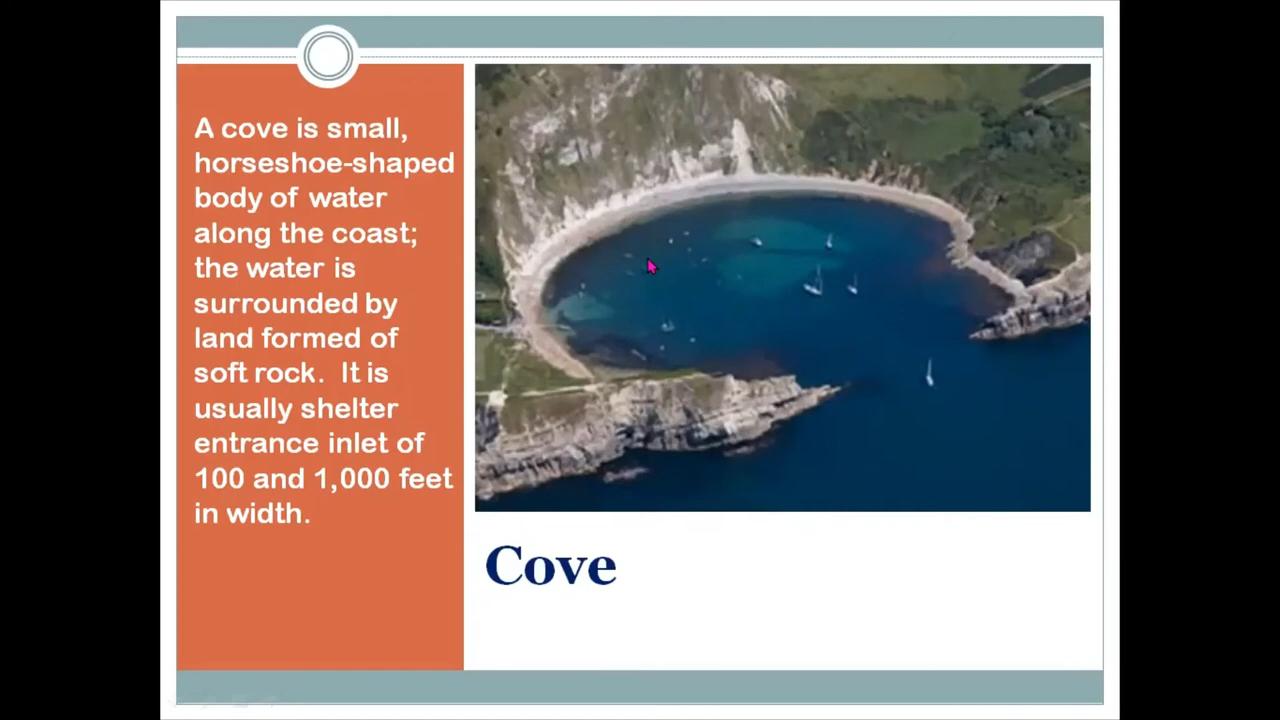 A cove is small,
horseshoe-shaped
body of water
along the coast;
the water is
surrounded by
land formed of
soft rock. It is
usually shelter
entrance inlet of
100 and 1,000 feet
in width.
Cove